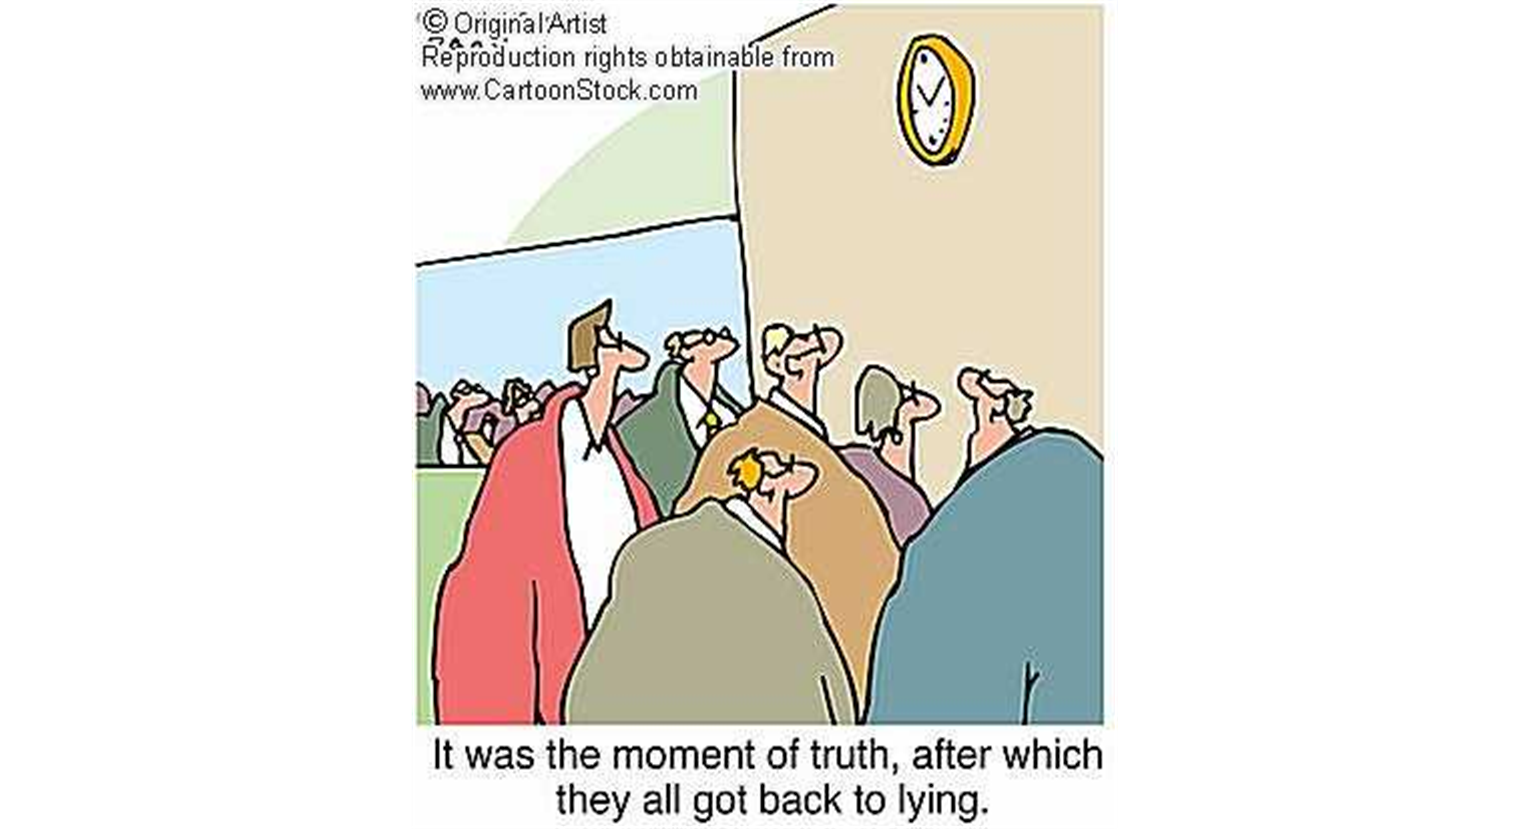 © Original Artist
Reproduction rights obtainable from
www.CartoonStock.com
It was the moment of truth, after which
they all got back to lying.